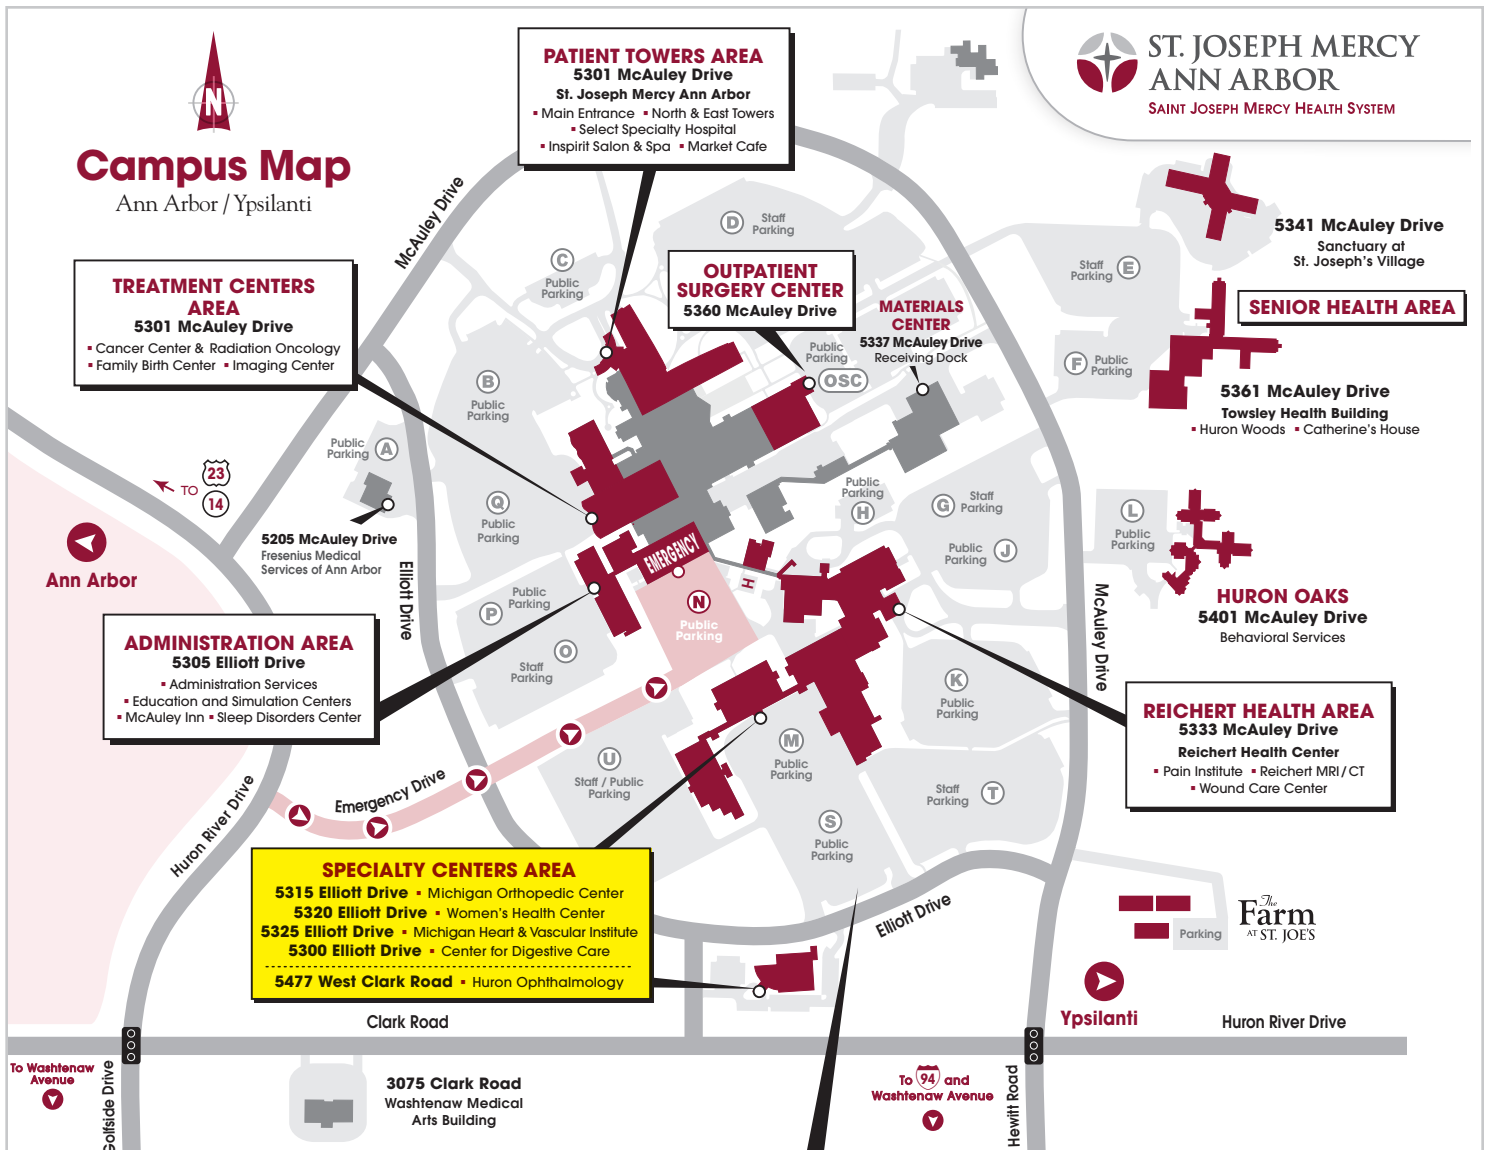 N
Campus Map
Ann Arbor / Ypsilanti
ST. JOSEPH MERCY
ANN ARBOR
SAINT JOSEPH MERCY HEALTH SYSTEM
PATIENT TOWERS AREA
5301 McAuley Drive
St. Joseph Mercy Ann Arbor
▪ Main Entrance ▪ North & East Towers
▪ Select Specialty Hospital
▪ Inspirit Salon & Spa ▪ Market Cafe
McAuley Drive
D
Staff
Parking
C
Public
Parking
TREATMENT CENTERS
AREA
5301 McAuley Drive
▪ Cancer Center & Radiation Oncology
▪ Family Birth Center ▪ Imaging Center
OUTPATIENT
SURGERY CENTER
5360 McAuley Drive
MATERIALS
CENTER
5337 McAuley Drive
Receiving Dock
Public
Parking
OSC
Staff
Parking
E
5341 McAuley Drive
Sanctuary at
St. Joseph's Village
SENIOR HEALTH AREA
F
Public
Parking
5361 McAuley Drive
Towsley Health Building
▪ Huron Woods ▪ Catherine's House
B
Public
Parking
Public
Parking
A
TO
23
14
5205 McAuley Drive
Fresenius Medical
Services of Ann Arbor
Elliott Drive
Q
Public
Parking
Public
Parking
H
G
Staff
Parking
Public
Parking
J
L
Public
Parking
HURON OAKS
5401 McAuley Drive
Behavioral Services
McAuley Drive
Ann Arbor
EMERGENCY
H
N
Public
Parking
Public
Parking
P
O
Staff
Parking
ADMINISTRATION AREA
5305 Elliott Drive
▪ Administration Services
▪ Education and Simulation Centers
▪ McAuley Inn ▪ Sleep Disorders Center
K
Public
Parking
REICHERT HEALTH AREA
5333 McAuley Drive
Reichert Health Center
▪ Pain Institute ▪ Reichert MRI/CT
▪ Wound Care Center
M
Public
Parking
U
Staff / Public
Parking
Staff
Parking
T
S
Public
Parking
Emergency Drive
Huron River Drive
SPECIALTY CENTERS AREA
5315 Elliott Drive ▪ Michigan Orthopedic Center
5320 Elliott Drive ▪ Women's Health Center
5325 Elliott Drive ▪ Michigan Heart & Vascular Institute
5300 Elliott Drive ▪ Center for Digestive Care
5477 West Clark Road ▪ Huron Ophthalmology
Elliott Drive
Parking
The
Farm
AT ST. JOE'S
Ypsilanti
Clark Road
Huron River Drive
To Washtenaw
Avenue
Golfside Drive
3075 Clark Road
Washtenaw Medical
Arts Building
To 94 and
Washtenaw Avenue
Hewitt Road